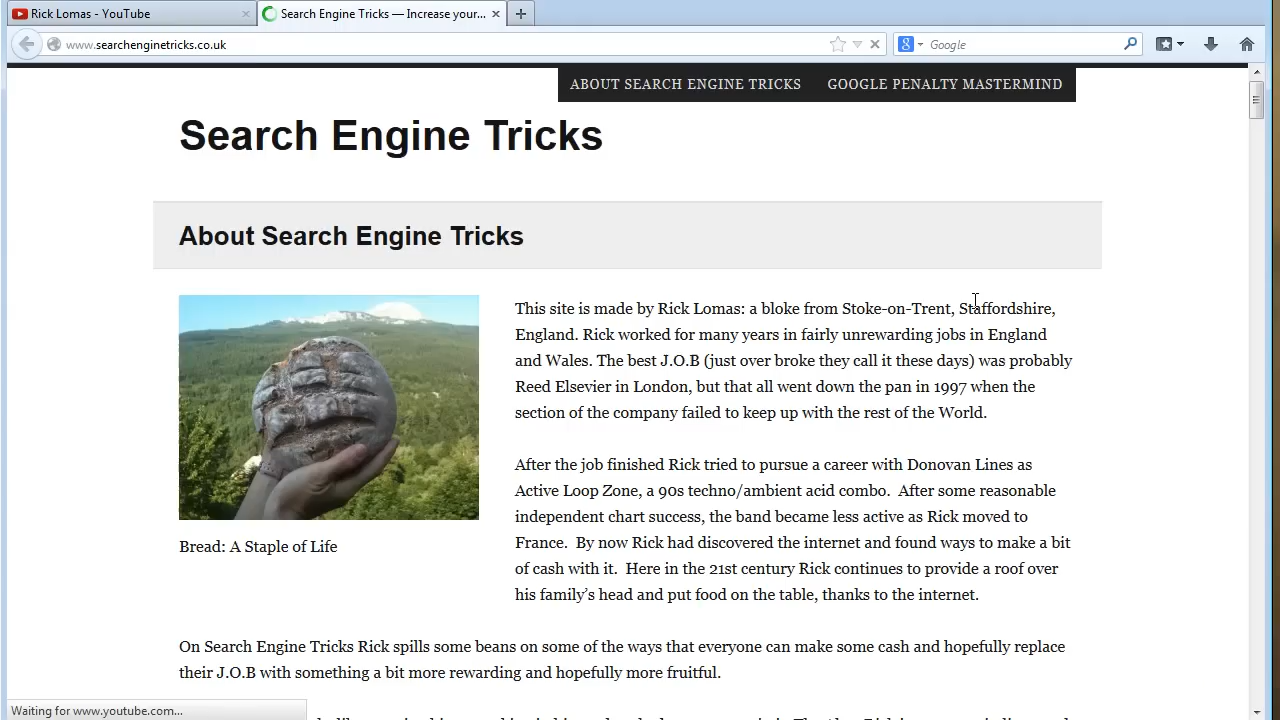 Rick Lomas - YouTube
Search Engine Tricks — Increase your...
www.searchenginetricks.co.uk
Google
ABOUT SEARCH ENGINE TRICKS
GOOGLE PENALTY MASTERMIND
Search Engine Tricks
About Search Engine Tricks
This site is made by Rick Lomas: a bloke from Stoke-on-Trent, Staffordshire,
England. Rick worked for many years in fairly unrewarding jobs in England
and Wales. The best J.O.B (just over broke they call it these days) was probably
Reed Elsevier in London, but that all went down the pan in 1997 when the
section of the company failed to keep up with the rest of the World.
After the job finished Rick tried to pursue a career with Donovan Lines as
Active Loop Zone, a 90s techno/ambient acid combo.  After some reasonable
independent chart success, the band became less active as Rick moved to
France.  By now Rick had discovered the internet and found ways to make a bit
of cash with it.  Here in the 21st century Rick continues to provide a roof over
his family's head and put food on the table, thanks to the internet.
Bread: A Staple of Life
On Search Engine Tricks Rick spills some beans on some of the ways that everyone can make some cash and hopefully replace
their J.O.B with something a bit more rewarding and hopefully more fruitful.
Waiting for www.youtube.com...